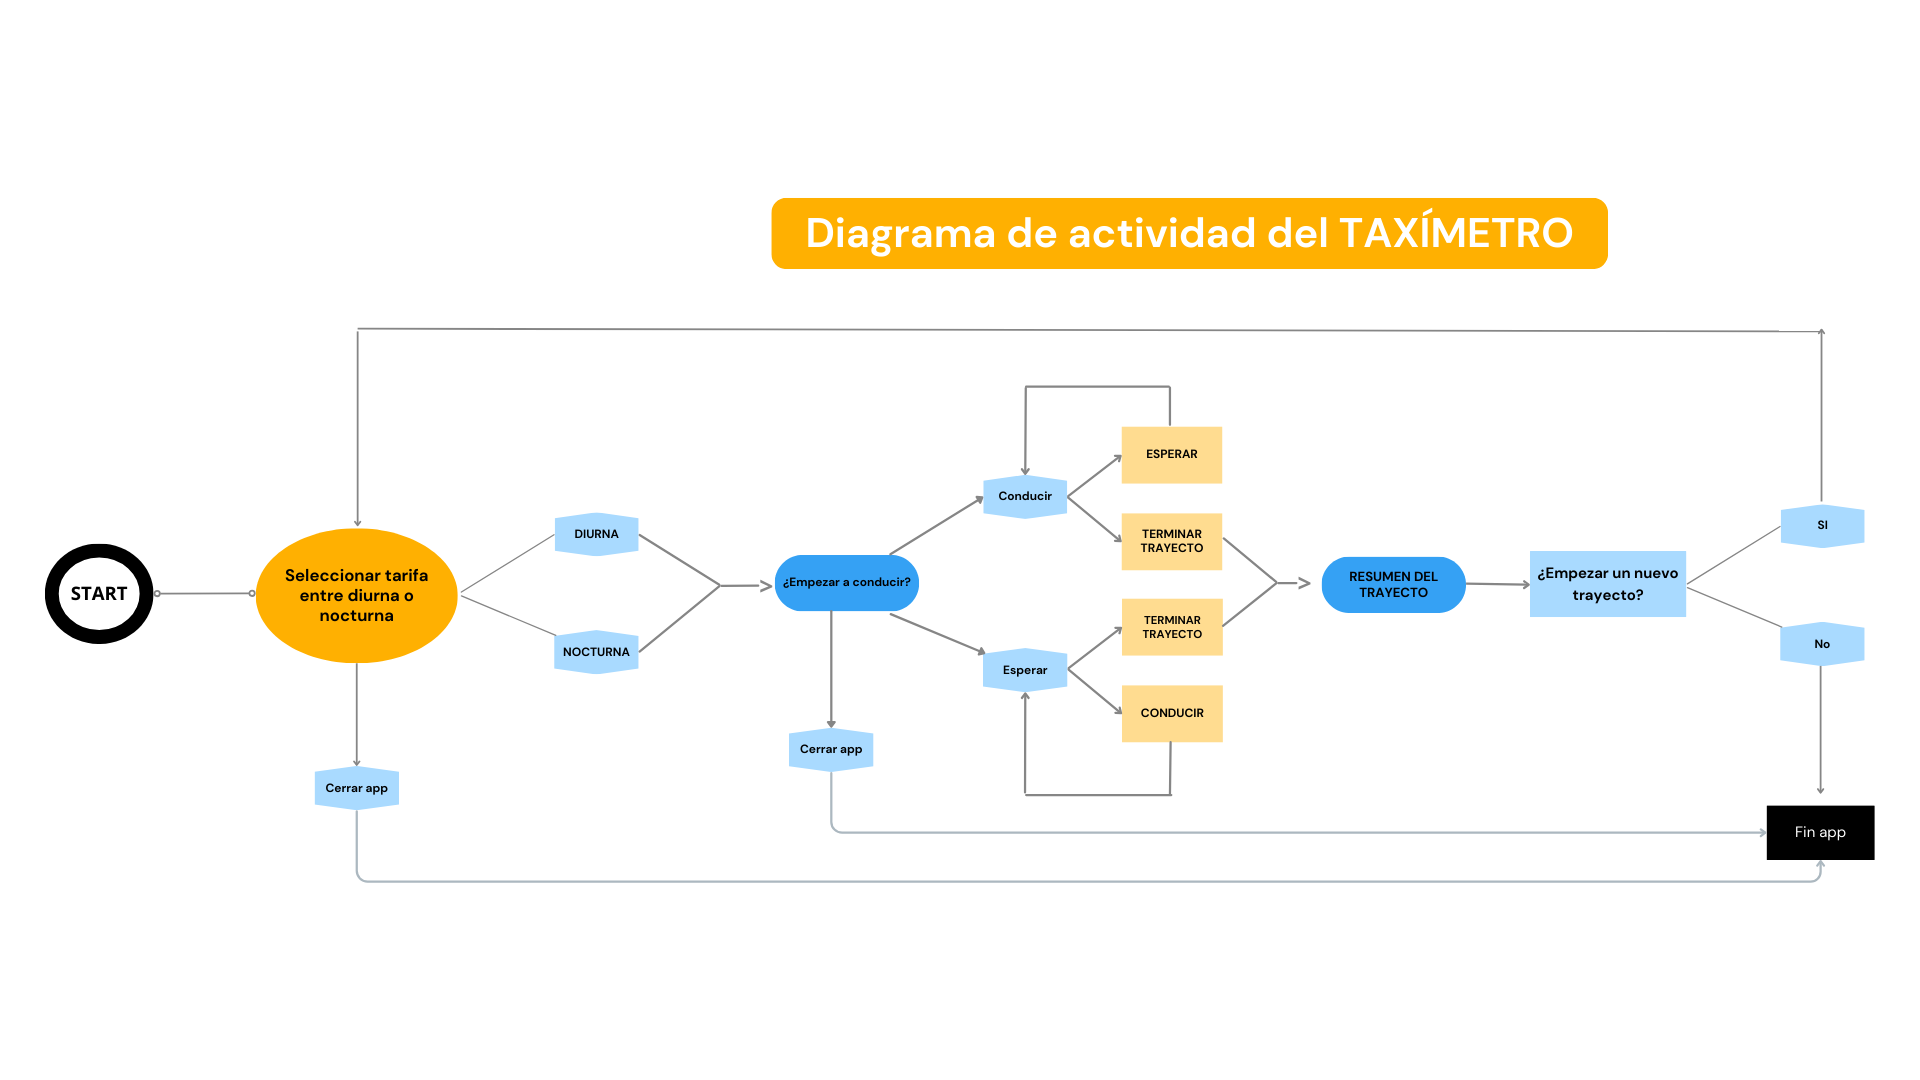 Diagrama de actividad del TAXÍMETRO
START
Seleccionar tarifa
entre diurna o
nocturna
DIURNA
NOCTURNA
Cerrar app
¿Empezar a conducir?
Cerrar app
Conducir
Esperar
ESPERAR
TERMINAR
TRAYECTO
TERMINAR
TRAYECTO
CONDUCIR
RESUMEN DEL
TRAYECTO
¿Empezar un nuevo
trayecto?
SI
No
Fin app